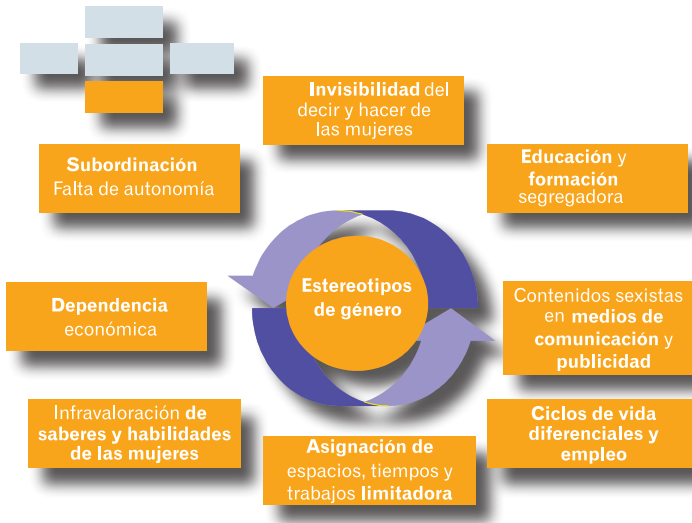 Invisibilidad del
decir y hacer de
las mujeres
Subordinación
Falta de autonomía
Educación y
formación
segregadora
Estereotipos
de género
Dependencia
económica
Contenidos sexistas
en medios de
comunicación y
publicidad
Infravaloración de
saberes y habilidades
de las mujeres
Asignación de
espacios, tiempos y
trabajos limitadora
Ciclos de vida
diferenciales y
empleo